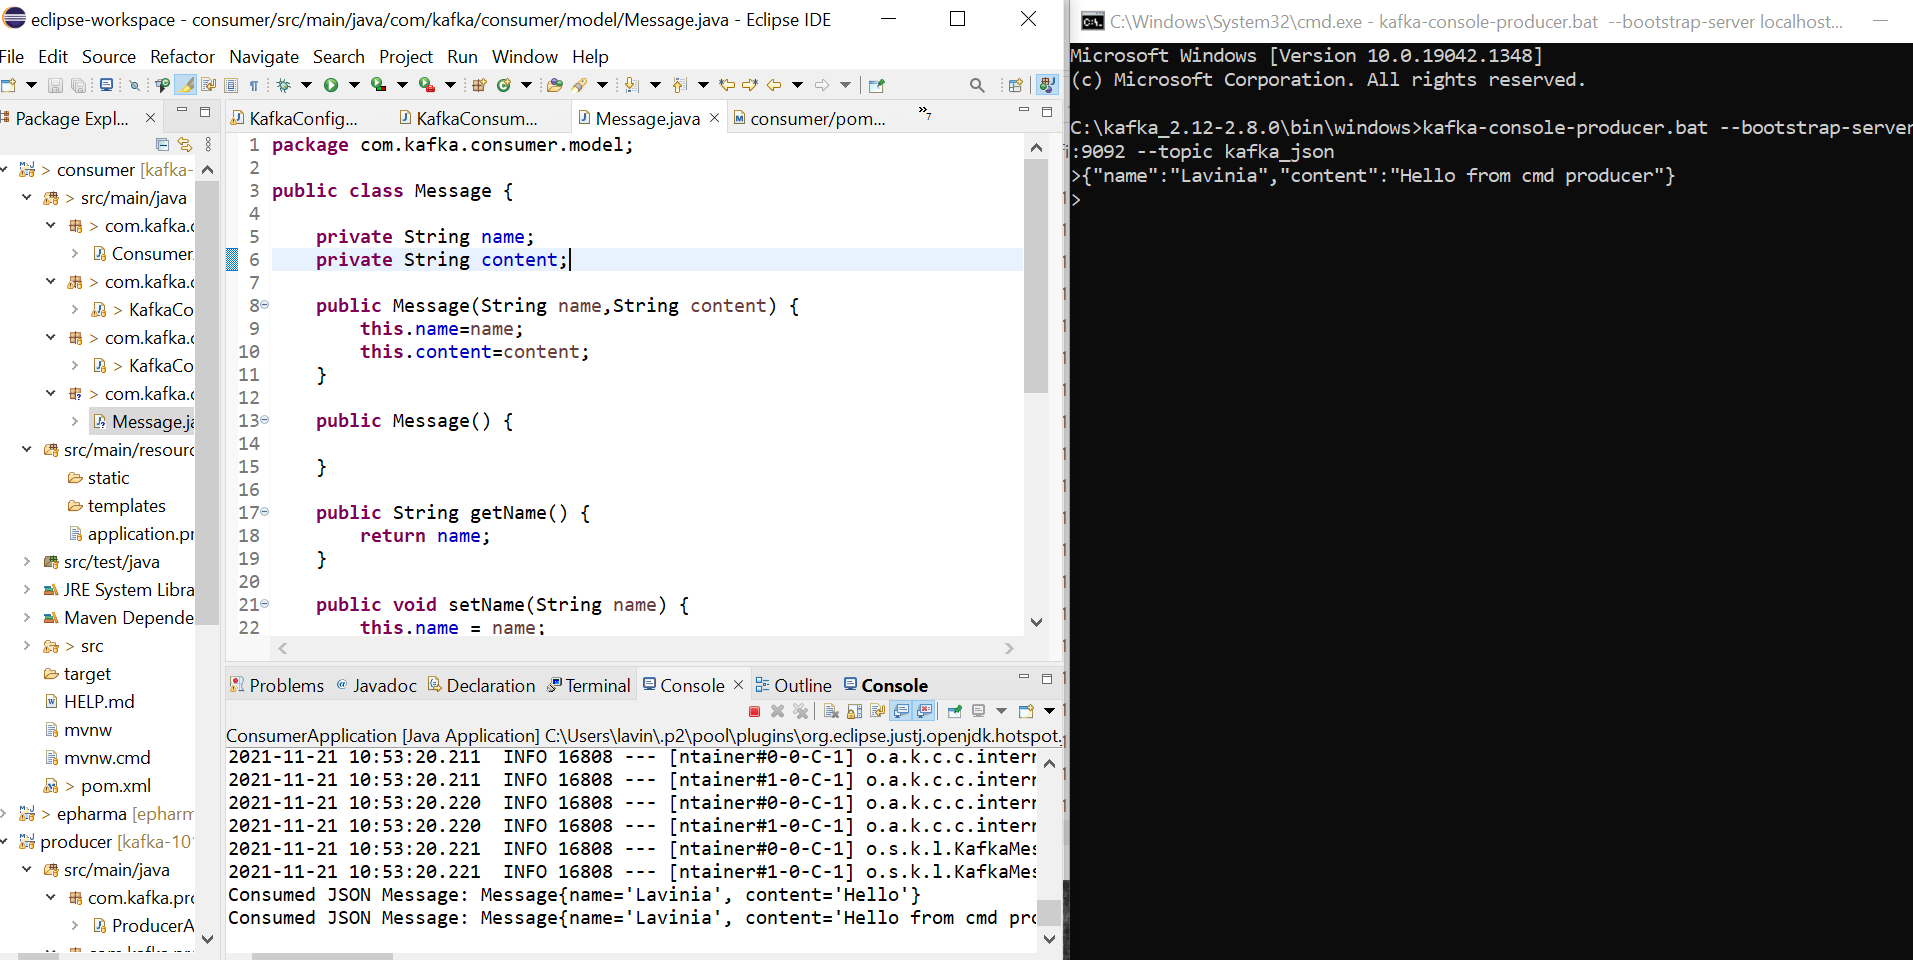 eclipse-workspace - consumer/src/main/java/com/kafka/consumer/model/Message.java - Eclipse IDE
File Edit Source Refactor Navigate Search Project Run Window Help
Package Expl...
consumer [kafka-
> src/main/java
> com.kafka.c
Consumer.
> com.kafka.c
> KafkaCo
> com.kafka.c
> KafkaCo
> com.kafka.c
Message.ja
src/main/resourc
static
templates
application.pr
src/test/java
JRE System Libra
Maven Depende
> src
target
HELP.md
mvnw
mvnw.cmd
> pom.xml
> epharma [epharm
producer [kafka-10
src/main/java
com.kafka.pro
ProducerA
KafkaConfig...
KafkaConsum...
Message.java
consumer/pom...
7
1 package com.kafka.consumer.model;
2
3 public class Message {
4
5 private String name;
6 private String content;
7
8 public Message(String name,String content) {
9 this.name=name;
10 this.content=content;
11 }
12
13 public Message() {
14
15 }
16
17 public String getName() {
18 return name;
19 }
20
21 public void setName(String name) {
22 this.name = name;
Problems Javadoc Declaration Terminal Console Outline Console
ConsumerApplication [Java Application] C:\Users\lavin\.p2\pool\plugins\org.eclipse.justj.openjdk.hotspot.
2021-11-21 10:53:20.211 INFO 16808 --- [ntainer#0-0-C-1] o.a.k.c.c.intern
2021-11-21 10:53:20.211 INFO 16808 --- [ntainer#1-0-C-1] o.a.k.c.c.intern
2021-11-21 10:53:20.220 INFO 16808 --- [ntainer#0-0-C-1] o.a.k.c.c.intern
2021-11-21 10:53:20.220 INFO 16808 --- [ntainer#1-0-C-1] o.a.k.c.c.intern
2021-11-21 10:53:20.221 INFO 16808 --- [ntainer#0-0-C-1] o.s.k.l.KafkaMes
2021-11-21 10:53:20.221 INFO 16808 --- [ntainer#1-0-C-1] o.s.k.l.KafkaMes
Consumed JSON Message: Message{name='Lavinia', content='Hello'}
Consumed JSON Message: Message{name='Lavinia', content='Hello from cmd pro
C:\Windows\System32\cmd.exe - kafka-console-producer.bat --bootstrap-server localhost...
Microsoft Windows [Version 10.0.19042.1348]
(c) Microsoft Corporation. All rights reserved.
C:\kafka_2.12-2.8.0\bin\windows>kafka-console-producer.bat --bootstrap-server
:9092 --topic kafka_json
>{"name":"Lavinia","content":"Hello from cmd producer"}
>